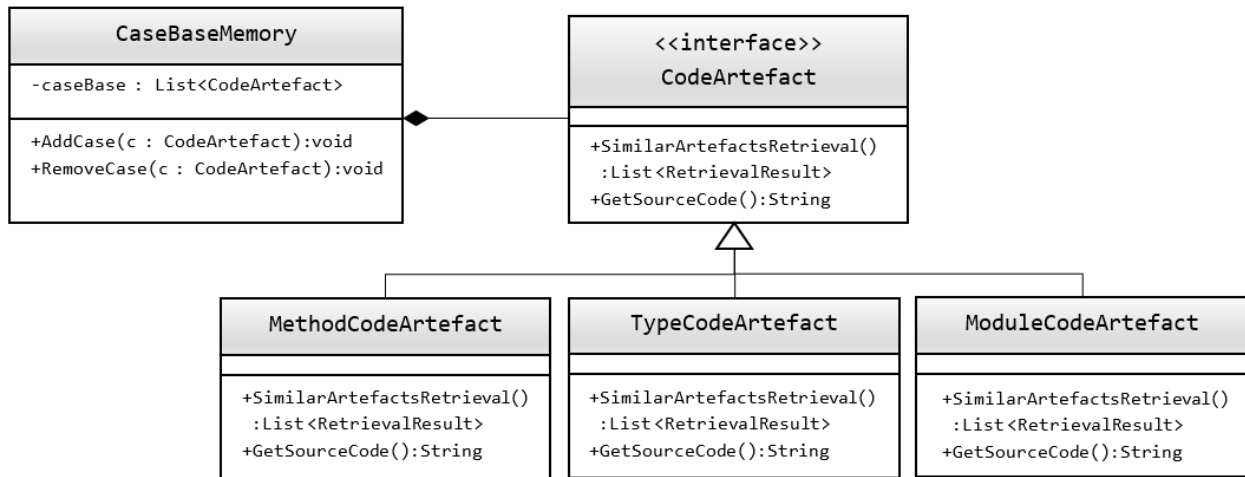 CaseBaseMemory
-caseBase : List<CodeArtefact>
+AddCase(c : CodeArtefact):void
+RemoveCase(c : CodeArtefact):void
<<interface>>
CodeArtefact
+SimilarArtefactsRetrieval()
:List<RetrievalResult>
+GetSourceCode():String
MethodCodeArtefact
+SimilarArtefactsRetrieval()
:List<RetrievalResult>
+GetSourceCode():String
TypeCodeArtefact
+SimilarArtefactsRetrieval()
:List<RetrievalResult>
+GetSourceCode():String
ModuleCodeArtefact
+SimilarArtefactsRetrieval()
:List<RetrievalResult>
+GetSourceCode():String